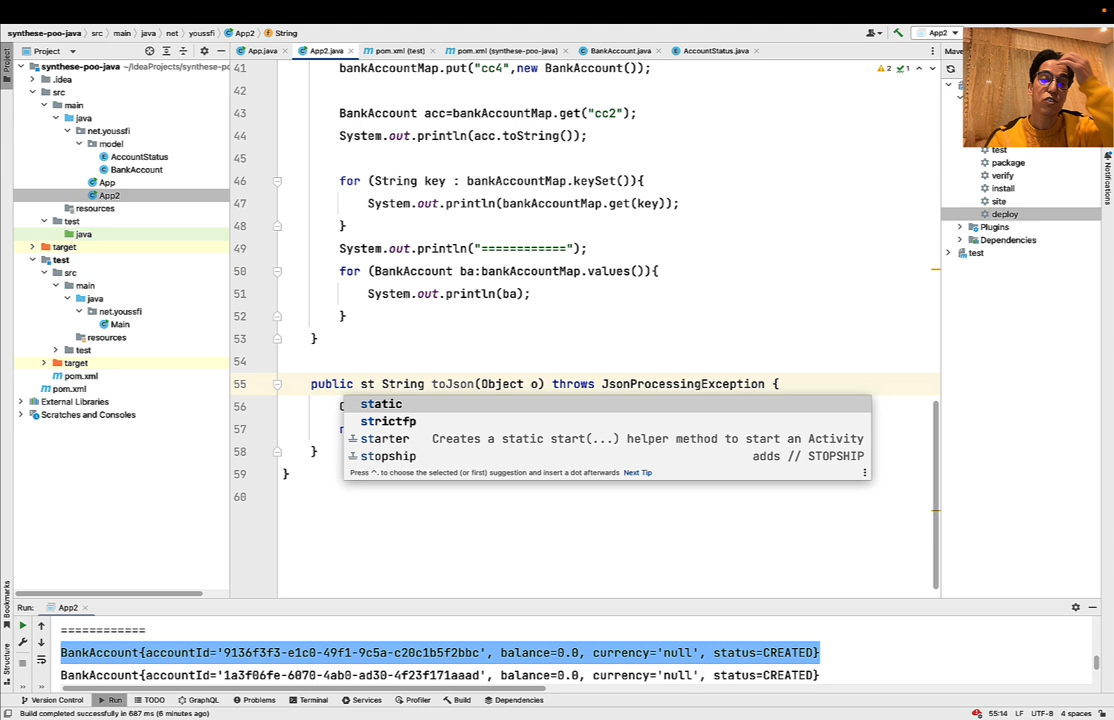 synthese-poo-java > src > main > java > net > youssfi > App2 > String
App2
Project
App.java
App2.java
pom.xml (test)
pom.xml (synthese-poo-java)
BankAccount.java
AccountStatus.java
synthese-poo-java ~/IdeaProjects/synthese-p
.idea
src
main
java
net.youssfi
model
AccountStatus
BankAccount
App
App2
resources
test
java
target
test
src
main
java
net.youssfi
Main
resources
test
target
pom.xml
pom.xml
External Libraries
Scratches and Consoles
2 1
41 bankAccountMap.put("cc4",new BankAccount());
42
43 BankAccount acc=bankAccountMap.get("cc2");
44 System.out.println(acc.toString());
45
46 for (String key : bankAccountMap.keySet()){
47 System.out.println(bankAccountMap.get(key));
48 }
49 System.out.println("============");
50 for (BankAccount ba:bankAccountMap.values()){
51 System.out.println(ba);
52 }
53 }
54
55 public st String toJson(Object o) throws JsonProcessingException {
56
57
58 }
59 }
60
static
strictfp
starter Creates a static start(...) helper method to start an Activity
stopship adds // STOPSHIP
Press ^. to choose the selected (or first) suggestion and insert a dot afterwards Next Tip
Mave
test
package
verify
install
site
deploy
Plugins
Dependencies
test
Project
Bookmarks
Structure
Notifications
Run: App2
============
BankAccount{accountId='9136f3f3-e1c0-49f1-9c5a-c20c1b5f2bbc', balance=0.0, currency='null', status=CREATED}
BankAccount{accountId='1a3f06fe-6070-4ab0-ad30-4f23f171aaad', balance=0.0, currency='null', status=CREATED}
Version Control Run TODO GraphQL Problems Terminal Services Profiler Build Dependencies
Build completed successfully in 687 ms (6 minutes ago)
55:14 LF UTF-8 4 spaces